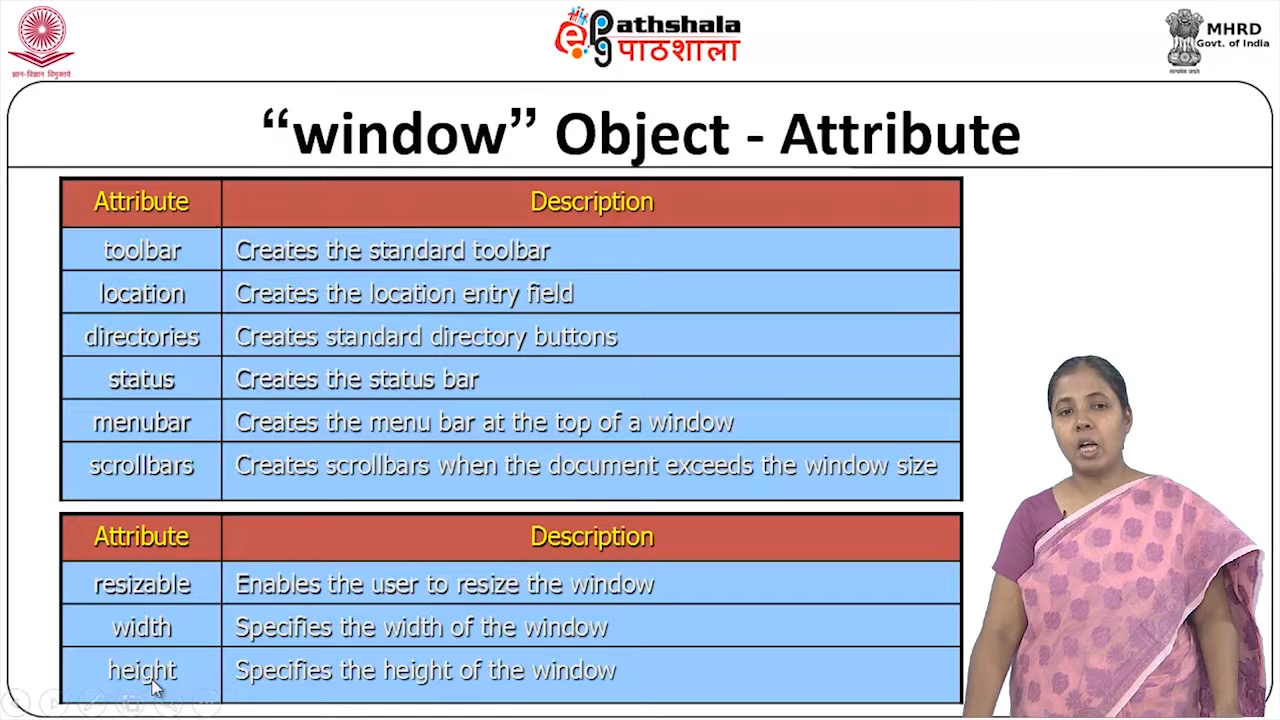 ज्ञान-विज्ञान विमुक्तये
ePathshala
पाठशाला
सत्यमेव जयते
MHRD
Govt. of India
“window” Object - Attribute
Attribute Description
toolbar Creates the standard toolbar
location Creates the location entry field
directories Creates standard directory buttons
status Creates the status bar
menubar Creates the menu bar at the top of a window
scrollbars Creates scrollbars when the document exceeds the window size
Attribute Description
resizable Enables the user to resize the window
width Specifies the width of the window
height Specifies the height of the window